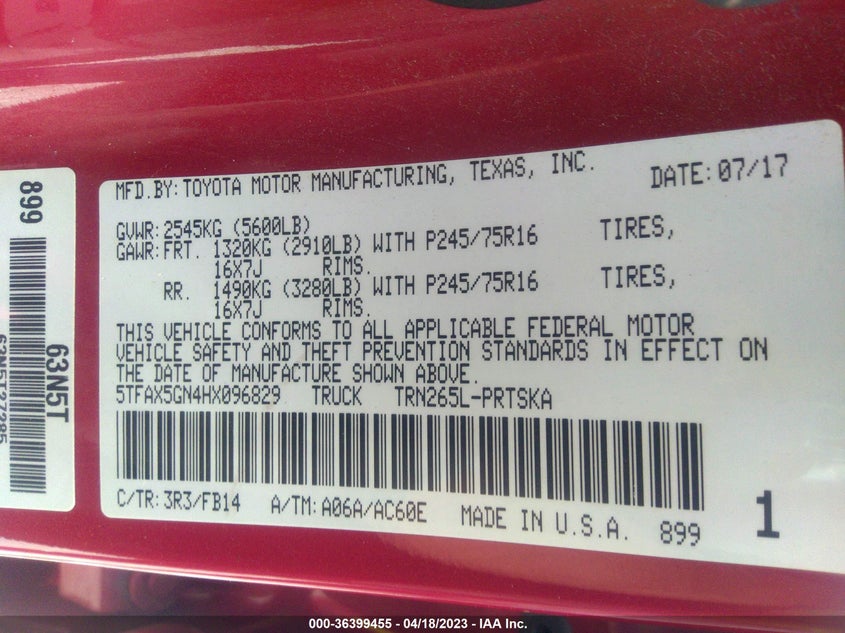 899
63N5T
63N5T27285
MFD.BY: TOYOTA MOTOR MANUFACTURING, TEXAS, INC. DATE: 07/17
GVWR: 2545KG (5600LB)
GAWR: FRT. 1320KG (2910LB) WITH P245/75R16 TIRES,
16X7J RIMS.
RR. 1490KG (3280LB) WITH P245/75R16 TIRES,
16X7J RIMS.
THIS VEHICLE CONFORMS TO ALL APPLICABLE FEDERAL MOTOR
VEHICLE SAFETY AND THEFT PREVENTION STANDARDS IN EFFECT ON
THE DATE OF MANUFACTURE SHOWN ABOVE.
5TFAX5GN4HX096829 TRUCK TRN265L-PRTSKA
C/TR: 3R3/FB14 A/TM: A06A/AC60E MADE IN U.S.A. 899 1
000-36399455 - 04/18/2023 - IAA Inc.